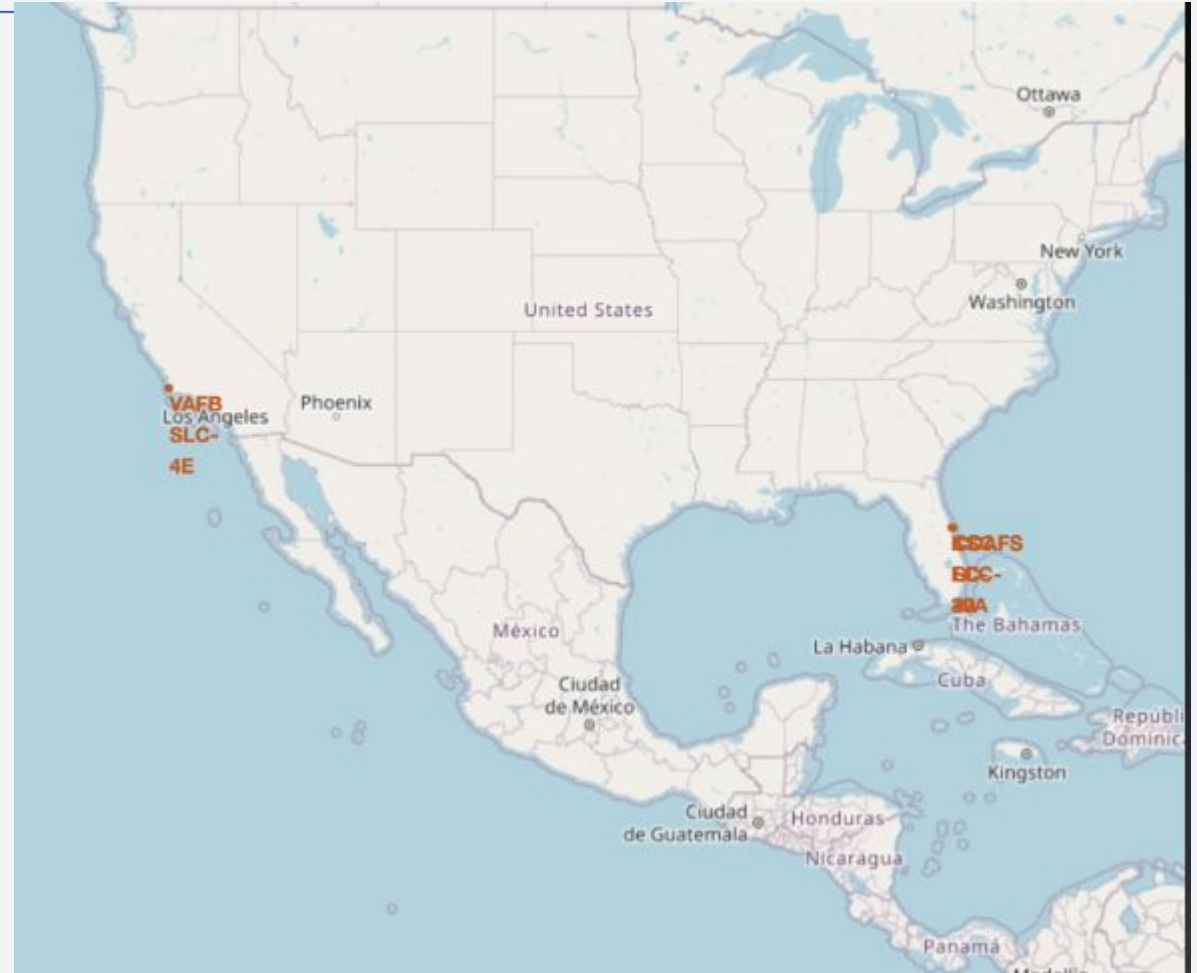 Ottawa
New York
Washington
United States
VAFB
Los Angeles
SLC-
4E
Phoenix
The Bahamas
La Habana
México
Cuba
Ciudad
de México
Repúbli
Dominic
Kingston
Ciudad
de Guatemala
Honduras
Nicaragua
Panamá